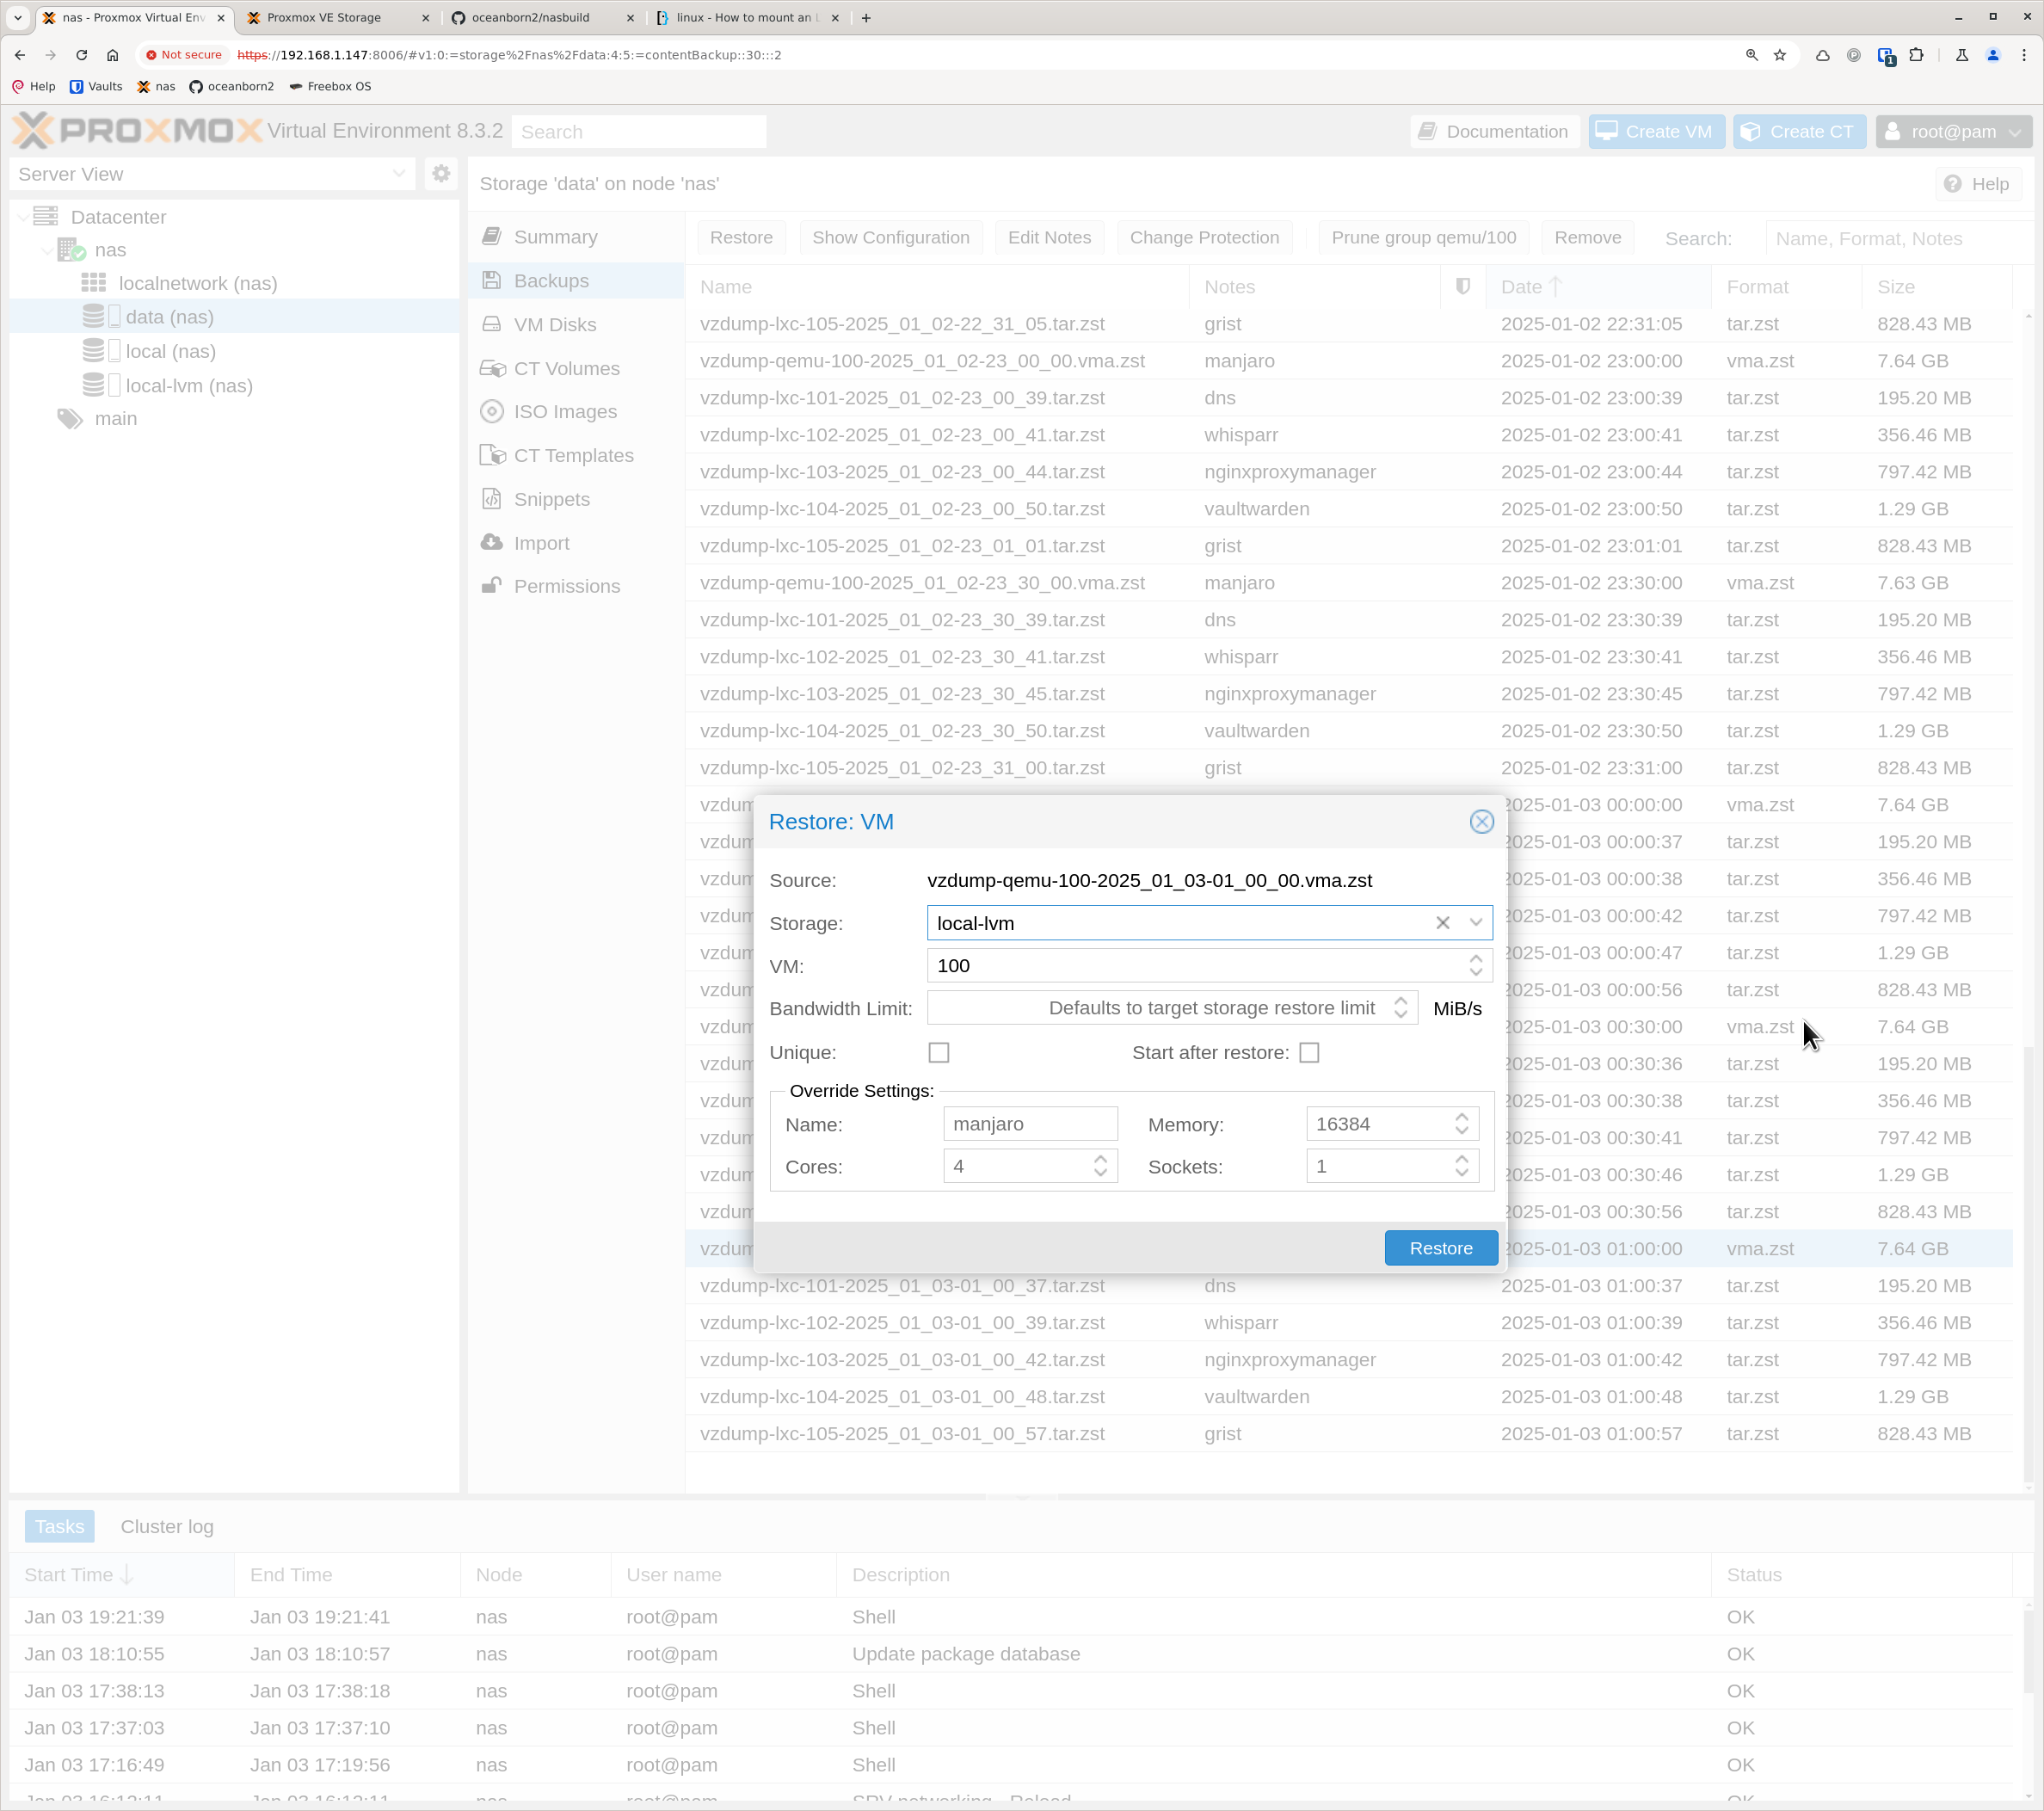 nas - Proxmox Virtual Env
Proxmox VE Storage
oceanborn2/nasbuild
linux - How to mount an
Not secure https://192.168.1.147:8006/#v1:0:=storage%2Fnas%2Fdata:4:5:=contentBackup::30:::2
1
Help Vaults nas oceanborn2 Freebox OS
PROXMOX Virtual Environment 8.3.2 Search Documentation Create VM Create CT root@pam
Server View
Datacenter
nas
localnetwork (nas)
data (nas)
local (nas)
local-lvm (nas)
main
Storage 'data' on node 'nas' Help
Summary
Backups
VM Disks
CT Volumes
ISO Images
CT Templates
Snippets
Import
Permissions
Restore Show Configuration Edit Notes Change Protection Prune group qemu/100 Remove Search: Name, Format, Notes
Name Notes Date Format Size
vzdump-lxc-105-2025_01_02-22_31_05.tar.zst grist 2025-01-02 22:31:05 tar.zst 828.43 MB
vzdump-qemu-100-2025_01_02-23_00_00.vma.zst manjaro 2025-01-02 23:00:00 vma.zst 7.64 GB
vzdump-lxc-101-2025_01_02-23_00_39.tar.zst dns 2025-01-02 23:00:39 tar.zst 195.20 MB
vzdump-lxc-102-2025_01_02-23_00_41.tar.zst whisparr 2025-01-02 23:00:41 tar.zst 356.46 MB
vzdump-lxc-103-2025_01_02-23_00_44.tar.zst nginxproxymanager 2025-01-02 23:00:44 tar.zst 797.42 MB
vzdump-lxc-104-2025_01_02-23_00_50.tar.zst vaultwarden 2025-01-02 23:00:50 tar.zst 1.29 GB
vzdump-lxc-105-2025_01_02-23_01_01.tar.zst grist 2025-01-02 23:01:01 tar.zst 828.43 MB
vzdump-qemu-100-2025_01_02-23_30_00.vma.zst manjaro 2025-01-02 23:30:00 vma.zst 7.63 GB
vzdump-lxc-101-2025_01_02-23_30_39.tar.zst dns 2025-01-02 23:30:39 tar.zst 195.20 MB
vzdump-lxc-102-2025_01_02-23_30_41.tar.zst whisparr 2025-01-02 23:30:41 tar.zst 356.46 MB
vzdump-lxc-103-2025_01_02-23_30_45.tar.zst nginxproxymanager 2025-01-02 23:30:45 tar.zst 797.42 MB
vzdump-lxc-104-2025_01_02-23_30_50.tar.zst vaultwarden 2025-01-02 23:30:50 tar.zst 1.29 GB
vzdump-lxc-105-2025_01_02-23_31_00.tar.zst grist 2025-01-02 23:31:00 tar.zst 828.43 MB
vzdum 2025-01-03 00:00:00 vma.zst 7.64 GB
vzdum 2025-01-03 00:00:37 tar.zst 195.20 MB
vzdum 2025-01-03 00:00:38 tar.zst 356.46 MB
vzdum 2025-01-03 00:00:42 tar.zst 797.42 MB
vzdum 2025-01-03 00:00:47 tar.zst 1.29 GB
vzdum 2025-01-03 00:00:56 tar.zst 828.43 MB
vzdum 2025-01-03 00:30:00 vma.zst 7.64 GB
vzdum 2025-01-03 00:30:36 tar.zst 195.20 MB
vzdum 2025-01-03 00:30:38 tar.zst 356.46 MB
vzdum 2025-01-03 00:30:41 tar.zst 797.42 MB
vzdum 2025-01-03 00:30:46 tar.zst 1.29 GB
vzdum 2025-01-03 00:30:56 tar.zst 828.43 MB
vzdum 2025-01-03 01:00:00 vma.zst 7.64 GB
vzdump-lxc-101-2025_01_03-01_00_37.tar.zst dns 2025-01-03 01:00:37 tar.zst 195.20 MB
vzdump-lxc-102-2025_01_03-01_00_39.tar.zst whisparr 2025-01-03 01:00:39 tar.zst 356.46 MB
vzdump-lxc-103-2025_01_03-01_00_42.tar.zst nginxproxymanager 2025-01-03 01:00:42 tar.zst 797.42 MB
vzdump-lxc-104-2025_01_03-01_00_48.tar.zst vaultwarden 2025-01-03 01:00:48 tar.zst 1.29 GB
vzdump-lxc-105-2025_01_03-01_00_57.tar.zst grist 2025-01-03 01:00:57 tar.zst 828.43 MB
Restore: VM
Source: vzdump-qemu-100-2025_01_03-01_00_00.vma.zst
Storage: local-lvm
VM: 100
Bandwidth Limit: Defaults to target storage restore limit MiB/s
Unique: Start after restore:
Override Settings:
Name: manjaro Memory: 16384
Cores: 4 Sockets: 1
Restore
Tasks Cluster log
Start Time End Time Node User name Description Status
Jan 03 19:21:39 Jan 03 19:21:41 nas root@pam Shell OK
Jan 03 18:10:55 Jan 03 18:10:57 nas root@pam Update package database OK
Jan 03 17:38:13 Jan 03 17:38:18 nas root@pam Shell OK
Jan 03 17:37:03 Jan 03 17:37:10 nas root@pam Shell OK
Jan 03 17:16:49 Jan 03 17:19:56 nas root@pam Shell OK